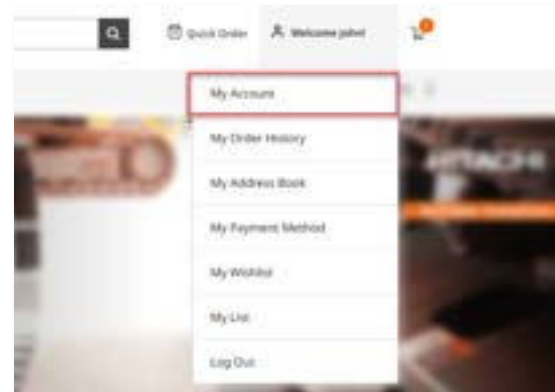 Quick Order
Welcome John!
My Account
My Order History
My Address Book
My Payment Method
My Wishlist
My List
Log Out
HITACHI